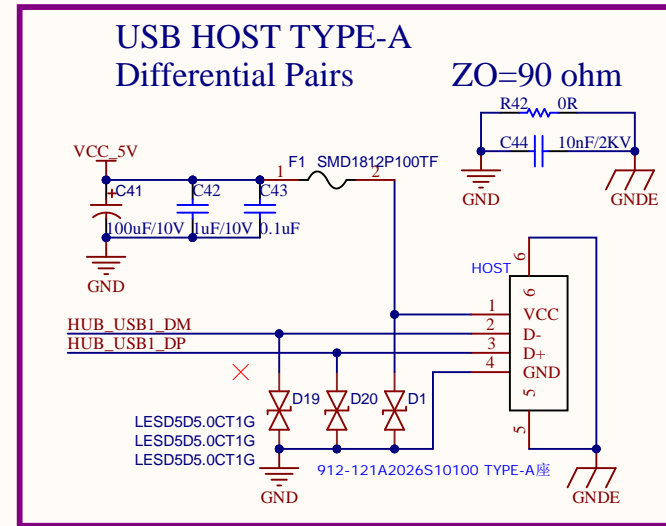 USB HOST TYPE-A
Differential Pairs ZO=90 ohm
R42 0R
C44 10nF/2KV
GND GNDE
VCC_5V
1 F1 SMD1812P100TF 2
+ C41 C42 C43
100uF/10V 1uF/10V 0.1uF
GND
HOST 6
6
1 VCC
HUB_USB1_DM 2 D-
HUB_USB1_DP 3 D+
4 GND
5
5
D19 D20 D1
LESD5D5.0CT1G
LESD5D5.0CT1G
LESD5D5.0CT1G
912-121A2026S10100 TYPE-A座
GND GNDE